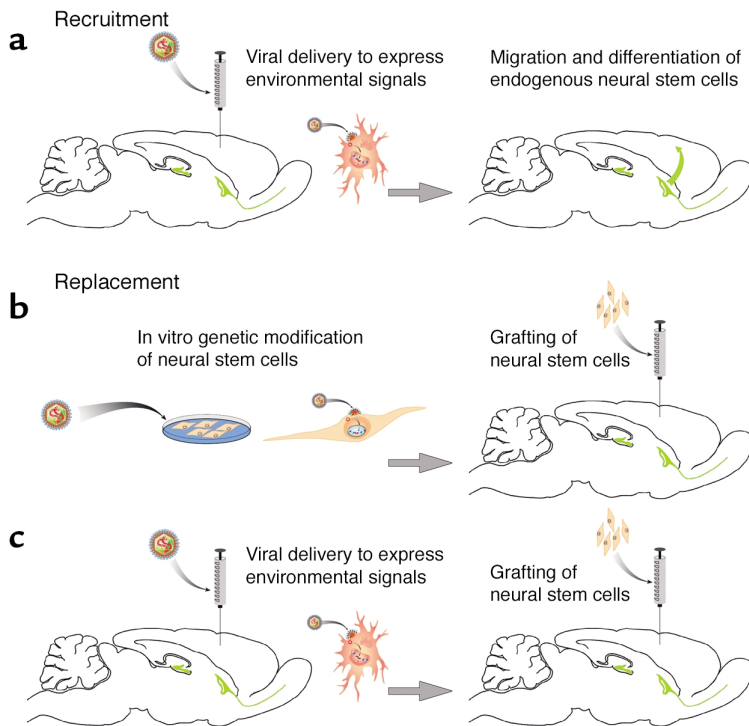 Recruitment
a
Viral delivery to express
environmental signals
Migration and differentiation of
endogenous neural stem cells
Replacement
b
In vitro genetic modification
of neural stem cells
Grafting of
neural stem cells
c
Viral delivery to express
environmental signals
Grafting of
neural stem cells